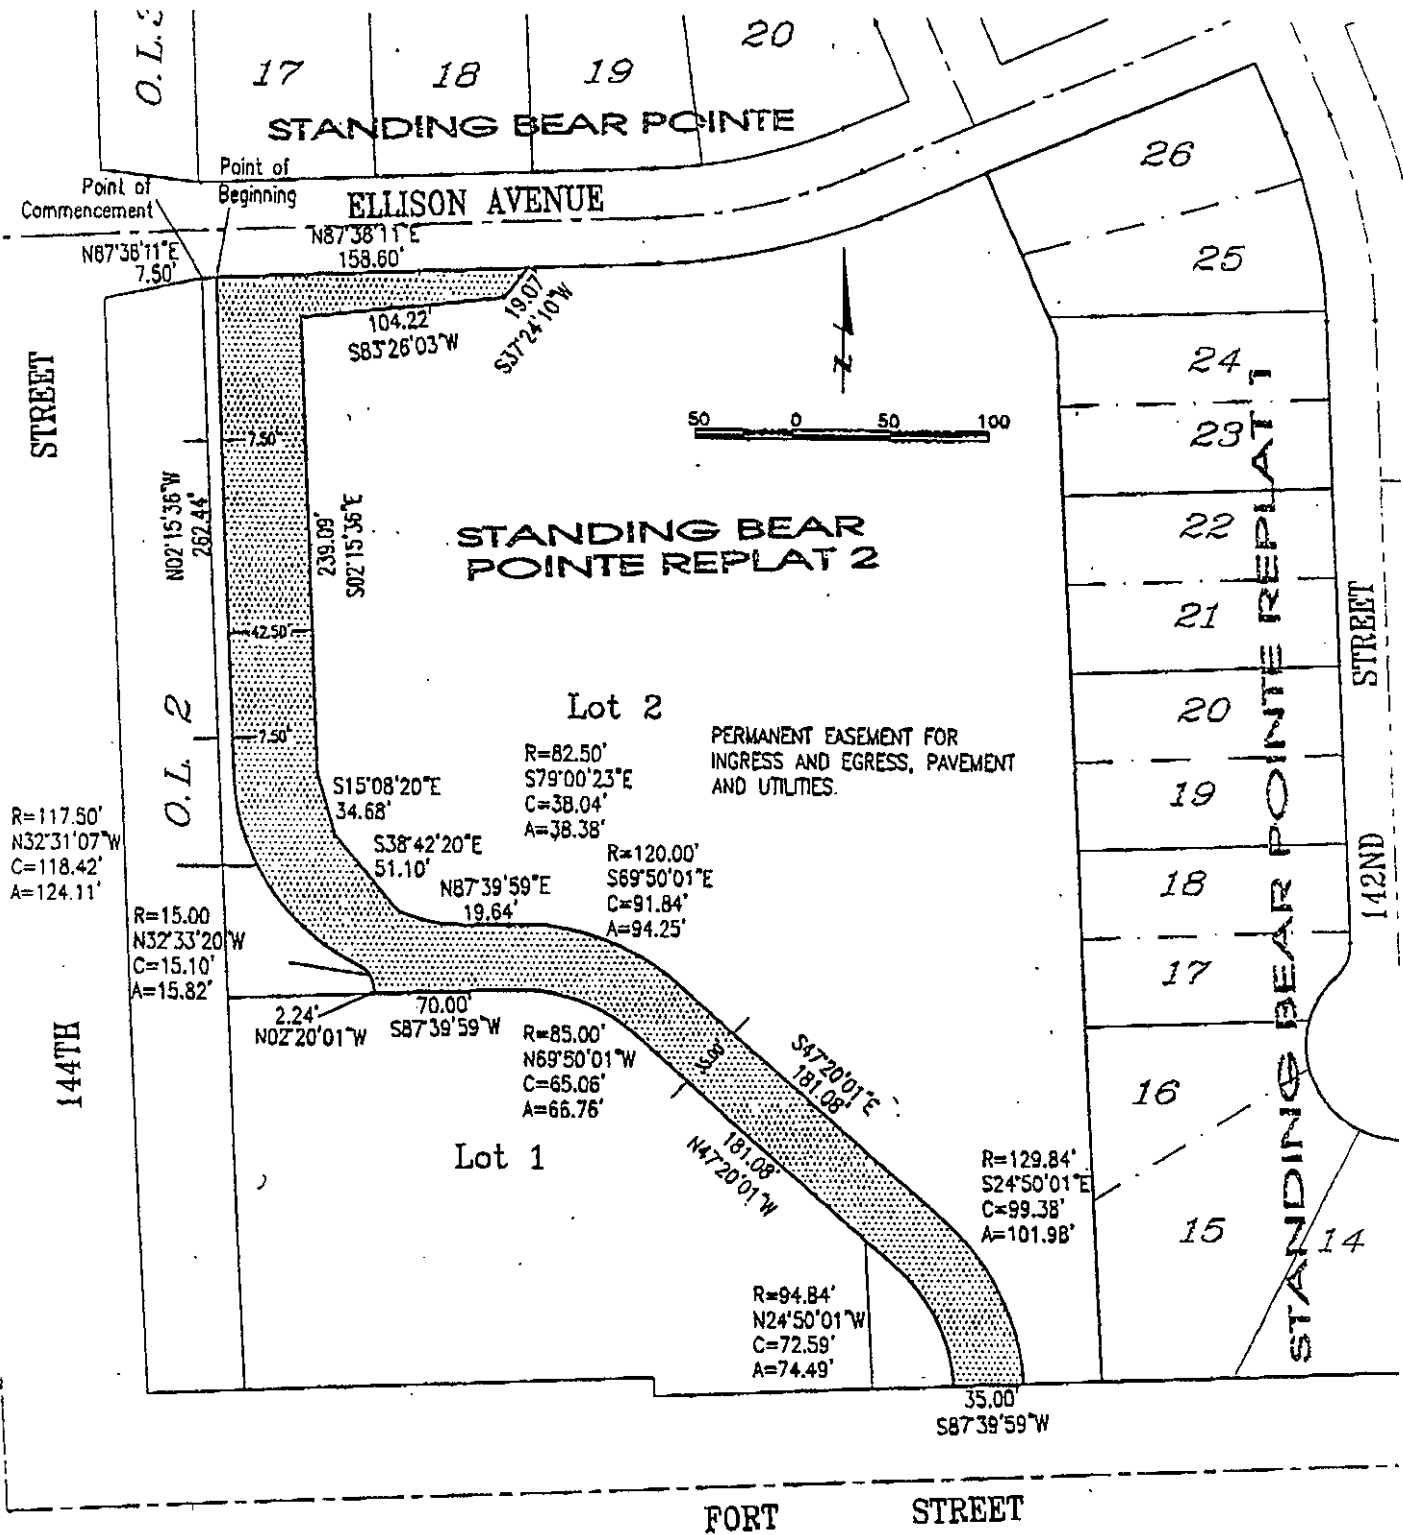 O.L.
17
18
19
20
STANDING BEAR POINTE
Point of
Commencement
Point of
Beginning
ELLISON AVENUE
N87°38'11"E
7.50'
N87°38'11"E
158.60'
19.07
S37°24'10"W
104.22'
S83°26'03"W
26
25
24
23
22
21
20
19
18
17
16
15
14
N
50 0 50 100
STREET
7.50'
N02°15'36"W
262.44'
239.09'
S02°15'36"E
STANDING BEAR
POINTE REPLAT 2
STANDING BEAR POINTE REPLAT 1
42.50'
7.50'
O.L. 2
Lot 2
PERMANENT EASEMENT FOR
INGRESS AND EGRESS, PAVEMENT
AND UTILITIES.
R=82.50'
S79°00'23"E
C=38.04'
A=38.38'
S15°08'20"E
34.68'
S38°42'20"E
51.10'
N87°39'59"E
19.64'
R=120.00'
S69°50'01"E
C=91.84'
A=94.25'
R=117.50'
N32°31'07"W
C=118.42'
A=124.11'
R=15.00
N32°33'20"W
C=15.10'
A=15.82'
2.24'
N02°20'01"W
70.00'
S87°39'59"W
R=85.00'
N69°50'01"W
C=65.06'
A=66.76'
35.00'
S47°20'01"E
181.08'
181.08'
N47°20'01"W
144TH
STREET
142ND
Lot 1
R=129.84'
S24°50'01"E
C=99.38'
A=101.98'
R=94.84'
N24°50'01"W
C=72.59'
A=74.49'
35.00'
S87°39'59"W
FORT STREET